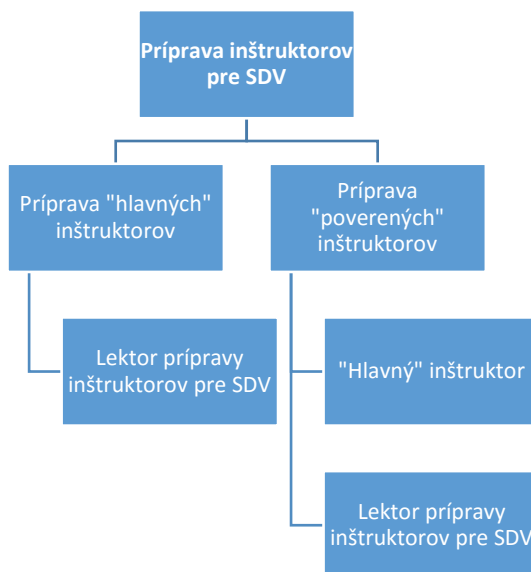 Príprava inštruktorov
pre SDV
Príprava "hlavných"
inštruktorov
Lektor prípravy
inštruktorov pre SDV
Príprava
"poverených"
inštruktorov
"Hlavný" inštruktor
Lektor prípravy
inštruktorov pre SDV